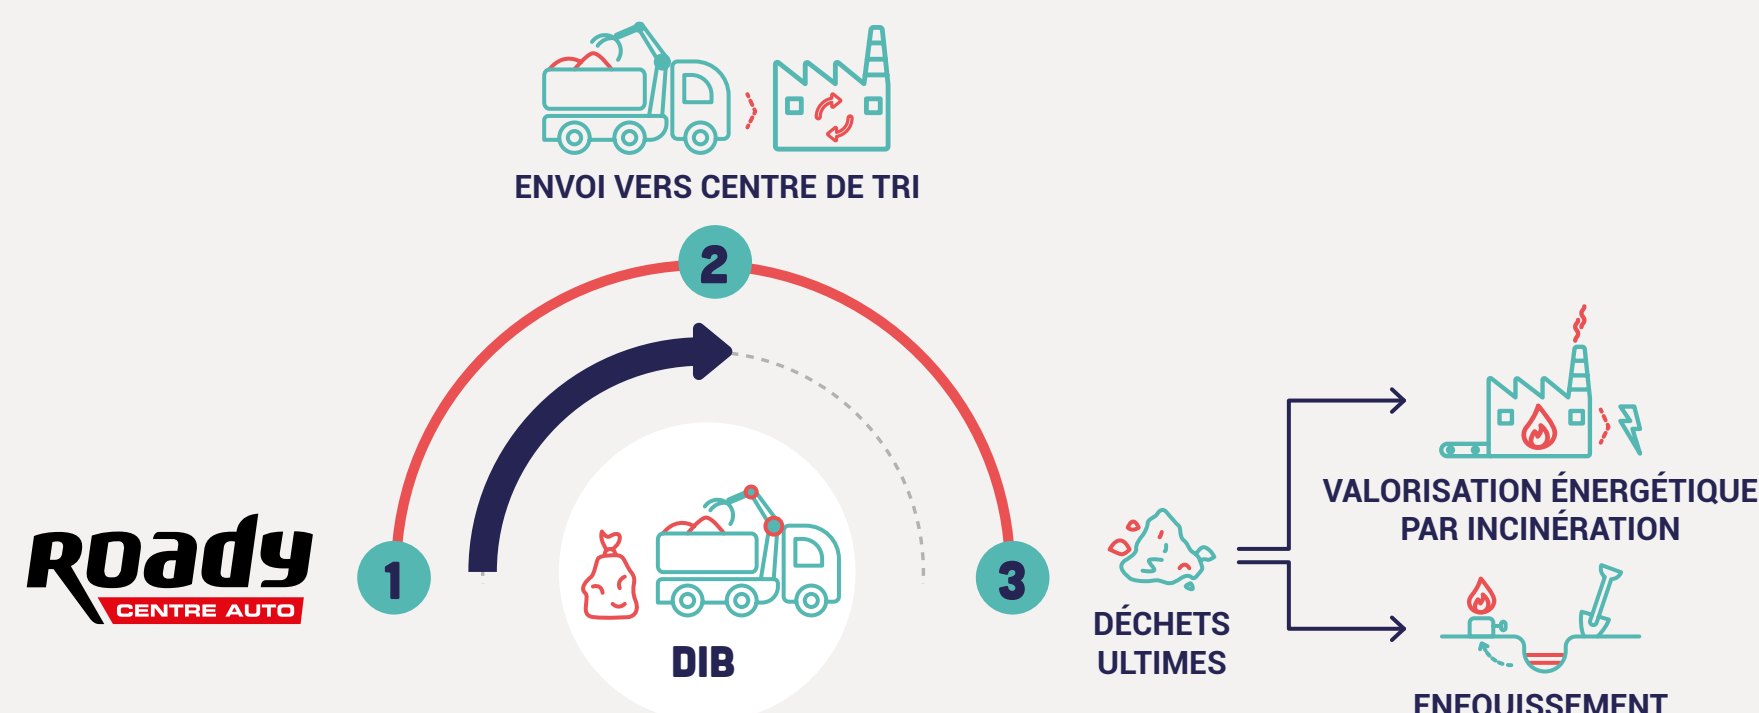 ENVOI VERS CENTRE DE TRI
2
Roady
CENTRE AUTO
1
DIB
3
DÉCHETS
ULTIMES
VALORISATION ÉNERGÉTIQUE
PAR INCINÉRATION
ENFOUISSEMENT